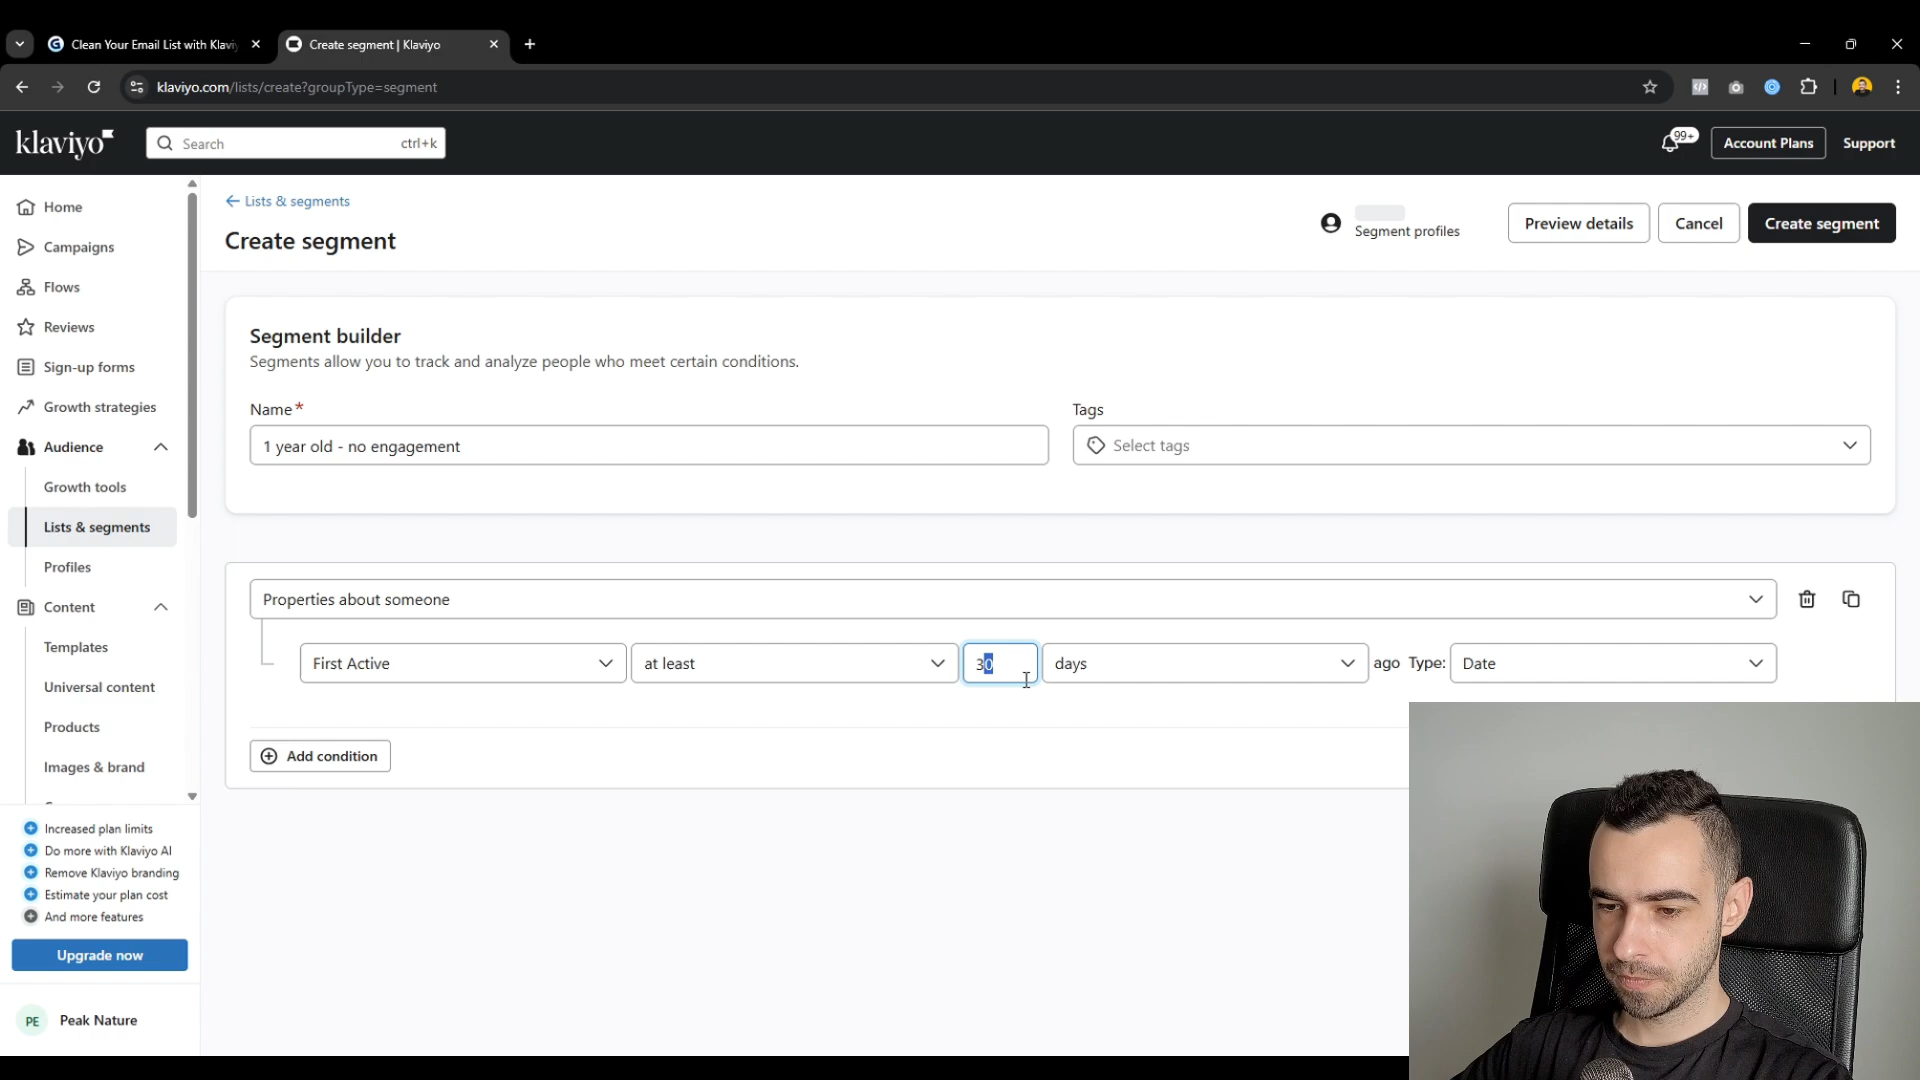 Clean Your Email List with Klaviy
Create segment | Klaviyo
klaviyo.com/lists/create?groupType=segment
klaviyo
Search
ctrl+k
99+
Account Plans
Support
Home
Campaigns
Flows
Reviews
Sign-up forms
Growth strategies
Audience
Growth tools
Lists & segments
Profiles
Content
Templates
Universal content
Products
Images & brand
Increased plan limits
Do more with Klaviyo AI
Remove Klaviyo branding
Estimate your plan cost
And more features
Upgrade now
PE
Peak Nature
Lists & segments
Create segment
Segment profiles
Preview details
Cancel
Create segment
Segment builder
Segments allow you to track and analyze people who meet certain conditions.
Name*
1 year old - no engagement
Tags
Select tags
Properties about someone
First Active
at least
30
days
ago
Type:
Date
Add condition